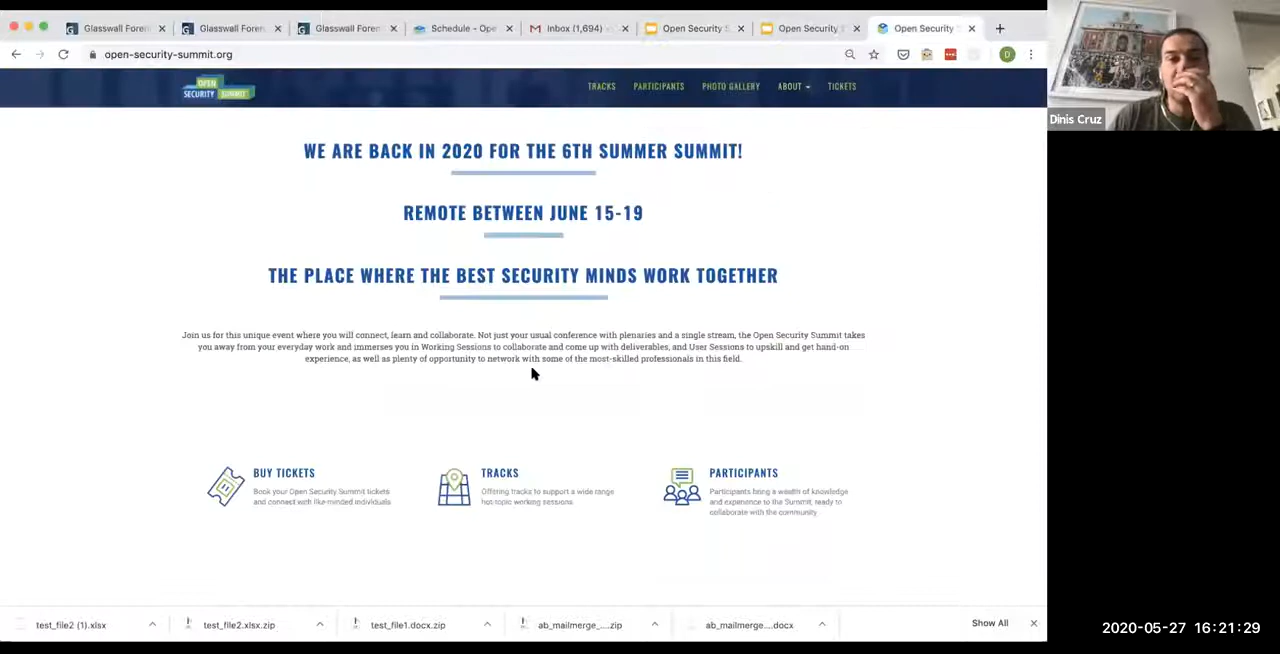 Glasswall Foren
Glasswall Foren
Glasswall Foren
Schedule - Ope
Inbox (1,694)
Open Security S
Open Security S
Open Security
open-security-summit.org
D
OPEN
SECURITY SUMMIT
TRACKS
PARTICIPANTS
PHOTO GALLERY
ABOUT
TICKETS
Dinis Cruz
WE ARE BACK IN 2020 FOR THE 6TH SUMMER SUMMIT!
REMOTE BETWEEN JUNE 15-19
THE PLACE WHERE THE BEST SECURITY MINDS WORK TOGETHER
Join us for this unique event where you will connect, learn and collaborate. Not just your usual conference with plenaries and a single stream, the Open Security Summit takes
you away from your everyday work and immerses you in Working Sessions to collaborate and come up with deliverables, and User Sessions to upskill and get hand-on
experience, as well as plenty of opportunity to network with some of the most-skilled professionals in this field.
BUY TICKETS
Book your Open Security Summit tickets
and connect with like-minded individuals
TRACKS
Offering tracks to support a wide range
hot-topic working sessions
PARTICIPANTS
Participants bring a wealth of knowledge
and experience to the Summit, ready to
collaborate with the community
test_file2 (1).xlsx
test_file2.xlsx.zip
test_file1.docx.zip
ab_mailmerge_....zip
ab_mailmerge....docx
Show All
2020-05-27 16:21:29